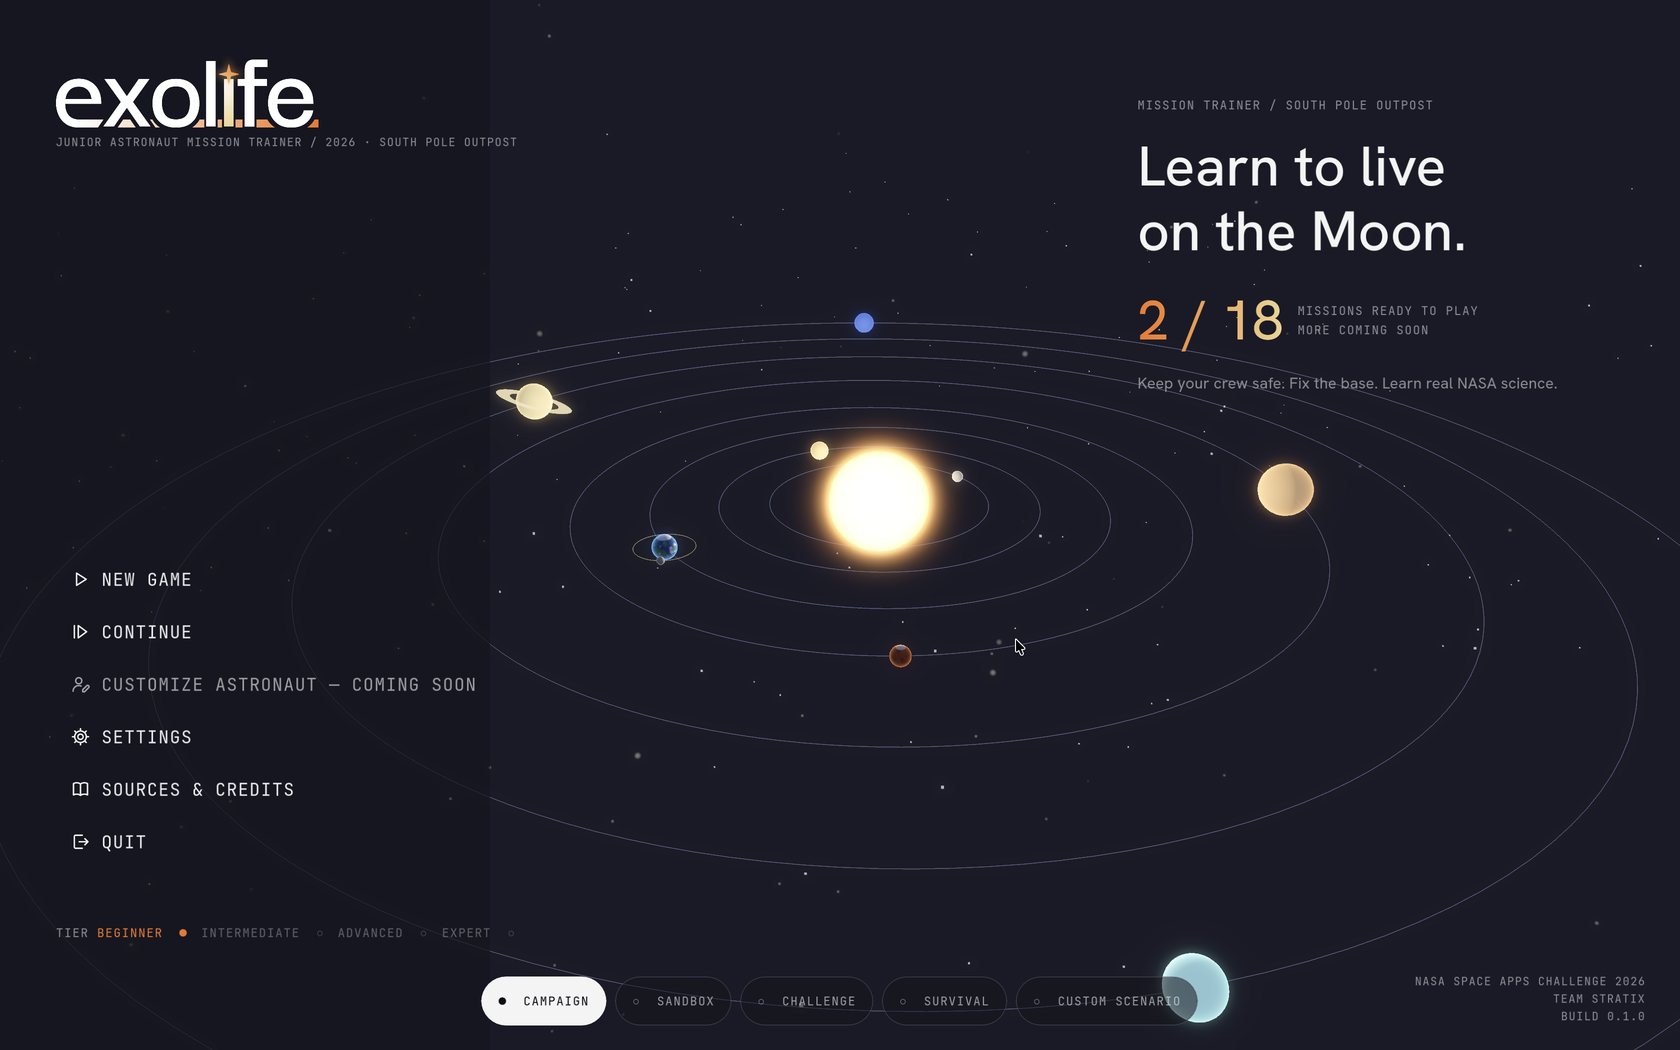 exolife
JUNIOR ASTRONAUT MISSION TRAINER / 2026 · SOUTH POLE OUTPOST
MISSION TRAINER / SOUTH POLE OUTPOST
Learn to live
on the Moon.
2 / 18
MISSIONS READY TO PLAY
MORE COMING SOON
Keep your crew safe. Fix the base. Learn real NASA science.
NEW GAME
CONTINUE
CUSTOMIZE ASTRONAUT — COMING SOON
SETTINGS
SOURCES & CREDITS
QUIT
TIER BEGINNER INTERMEDIATE ADVANCED EXPERT
CAMPAIGN SANDBOX CHALLENGE SURVIVAL CUSTOM SCENARIO
NASA SPACE APPS CHALLENGE 2026
TEAM STRATIX
BUILD 0.1.0